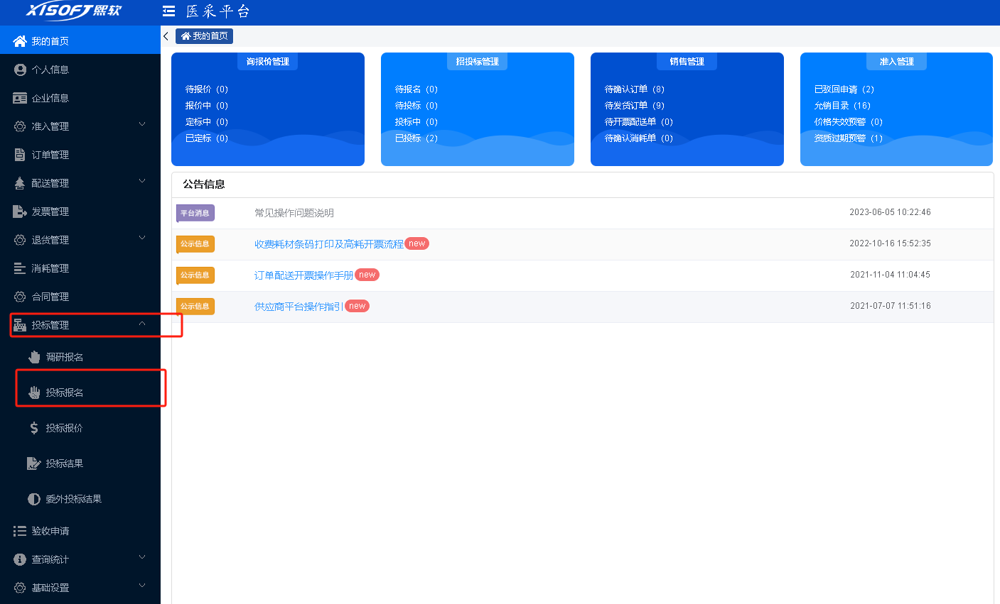 XISOFT熙软
医采平台
我的首页
个人信息
企业信息
准入管理
订单管理
配送管理
发票管理
退货管理
消耗管理
合同管理
投标管理
调研报名
投标报名
投标报价
投标结果
委外投标结果
验收申请
查询统计
基础设置
我的首页
询报价管理
待报价 (0)
报价中 (0)
定标中 (0)
已定标 (0)
招投标管理
待报名 (0)
待投标 (0)
投标中 (0)
已投标 (2)
销售管理
待确认订单 (8)
待发货订单 (9)
待开票配送单 (0)
待确认消耗单 (0)
准入管理
已驳回申请 (2)
允销目录 (16)
价格失效预警 (0)
资质过期预警 (1)
公告信息
平台消息 常见操作问题说明 2023-06-05 10:22:46
公示信息 收费耗材条码打印及高耗开票流程 new 2022-10-16 15:52:35
公示信息 订单配送开票操作手册 new 2021-11-04 11:04:45
公示信息 供应商平台操作指引 new 2021-07-07 11:51:16